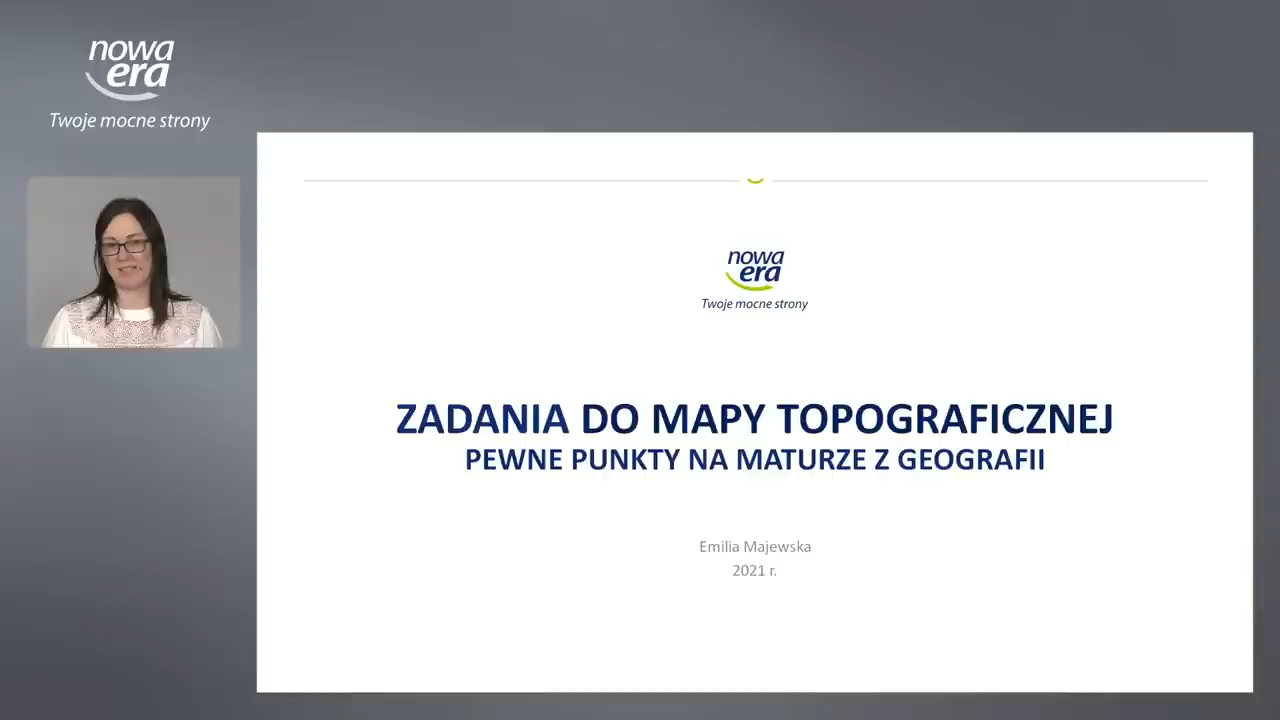 nowa
era
Twoje mocne strony
nowa
era
Twoje mocne strony
ZADANIA DO MAPY TOPOGRAFICZNEJ
PEWNE PUNKTY NA MATURZE Z GEOGRAFII
Emilia Majewska
2021 r.